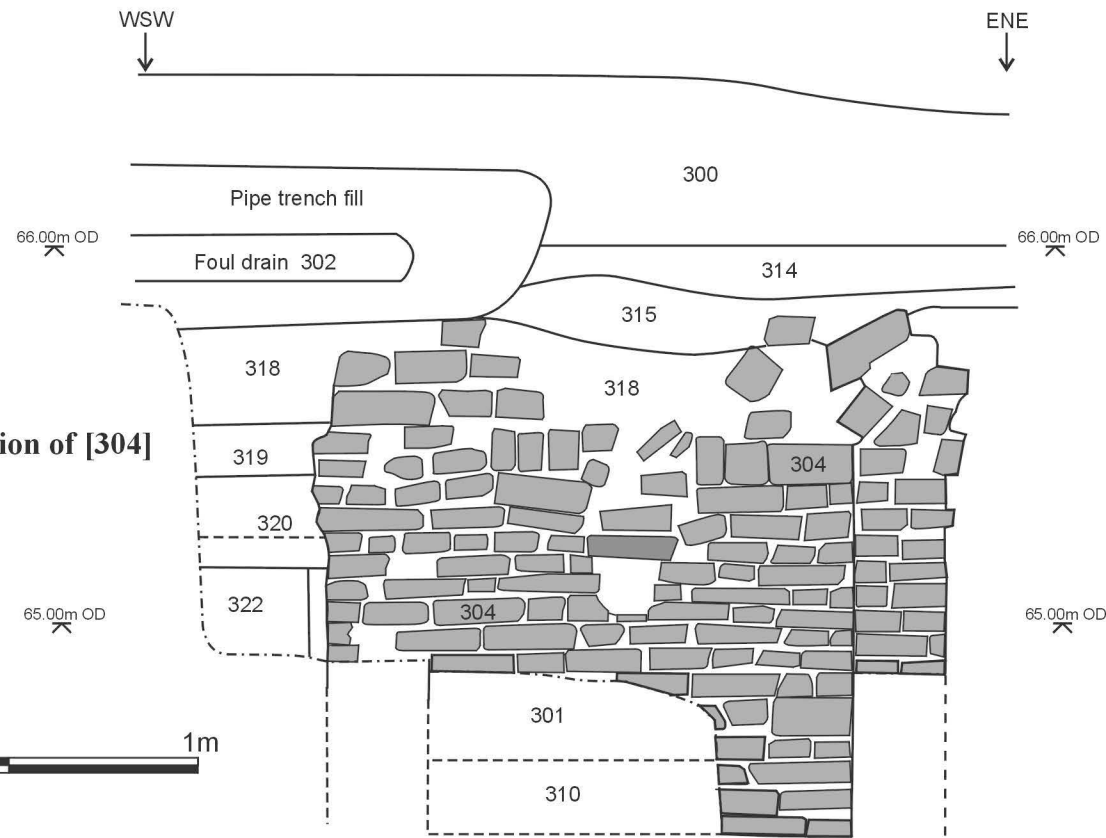 WSW
ENE
300
Pipe trench fill
66.00m OD
66.00m OD
Foul drain 302
314
315
318
318
ion of [304]
319
304
320
322
304
65.00m OD
65.00m OD
301
1m
310